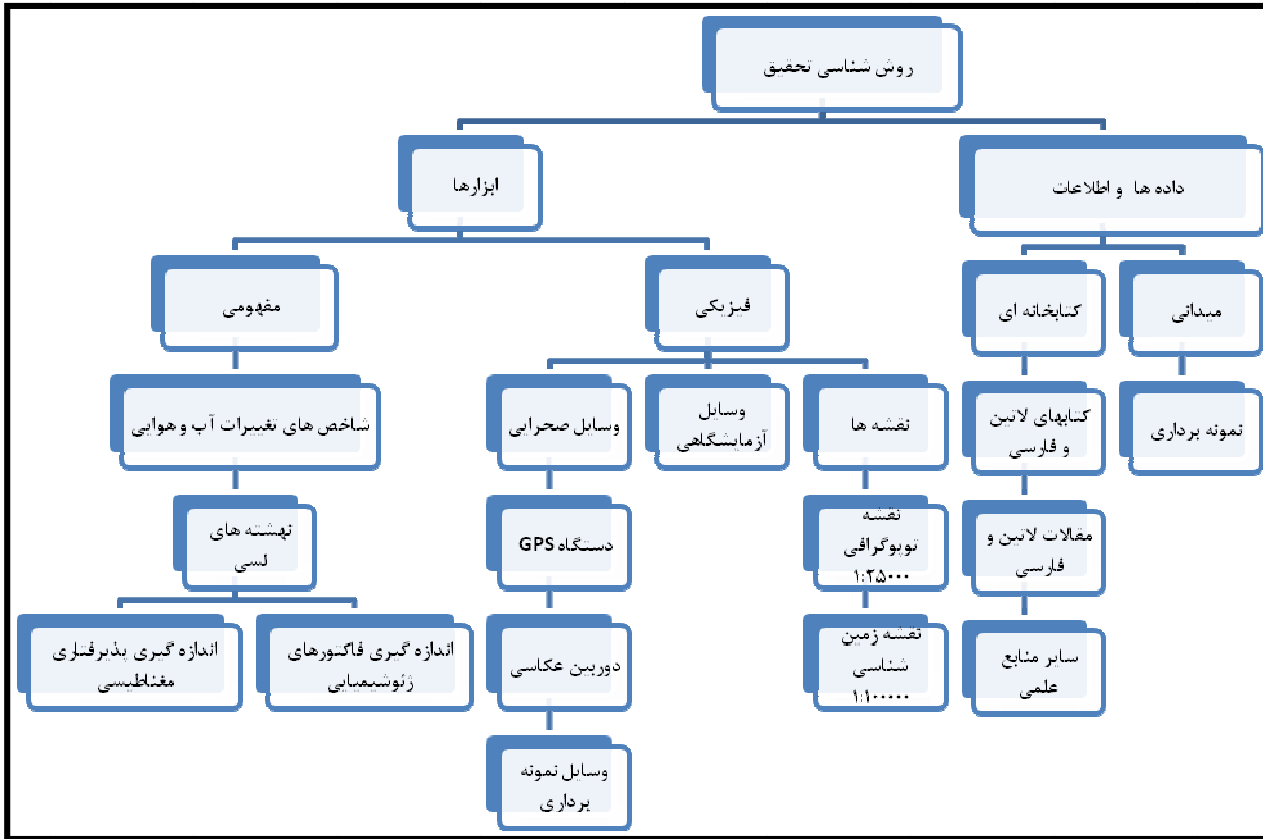 روش شناسی تحقیق
داده ها و اطلاعات
ابزارها
میدانی
کتابخانه ای
فیزیکی
مفهومی
نمونه برداری
کتابهای لاتین
و فارسی
نقشه ها
وسایل
آزمایشگاهی
وسایل صحرایی
شاخص های تغییرات آب و هوایی
مقالات لاتین و
فارسی
نقشه
توپوگرافی
۱:۲۵۰۰۰
دستگاه GPS
نهشته های
لسی
سایر منابع
علمی
نقشه زمین
شناسی
۱:۱۰۰۰۰۰
دوربین عکاسی
اندازه گیری فاکتورهای
ژئوشیمیایی
اندازه گیری پذیرفتاری
مغناطیسی
وسایل نمونه
برداری